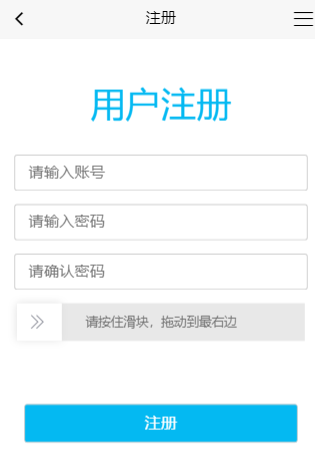 注册
用户注册
请输入账号
请输入密码
请确认密码
请按住滑块，拖动到最右边
注册